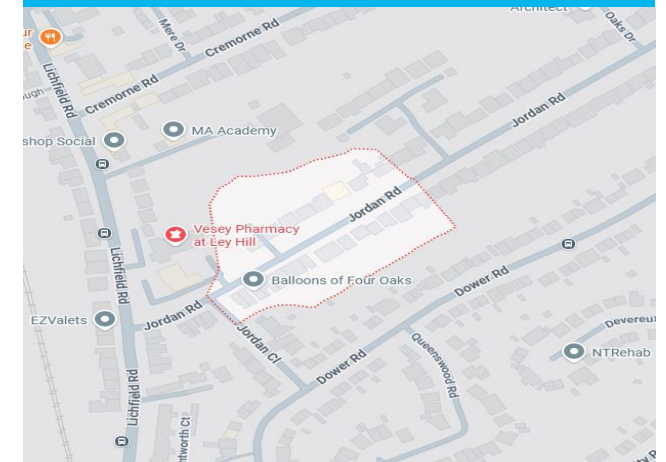 Architect
Oaks Dr
Mere Dr
Cremorne Rd
Lichfield Rd
Cremorne Rd
Jordan Rd
MA Academy
shop Social
Jordan Rd
Vesey Pharmacy
at Ley Hill
Lichfield Rd
Balloons of Four Oaks
Dower Rd
EZValets
Jordan Rd
Devereux
Jordan Cl
Queenswood Rd
NTRehab
Dower Rd
Lichfield Rd
ntworth Ct